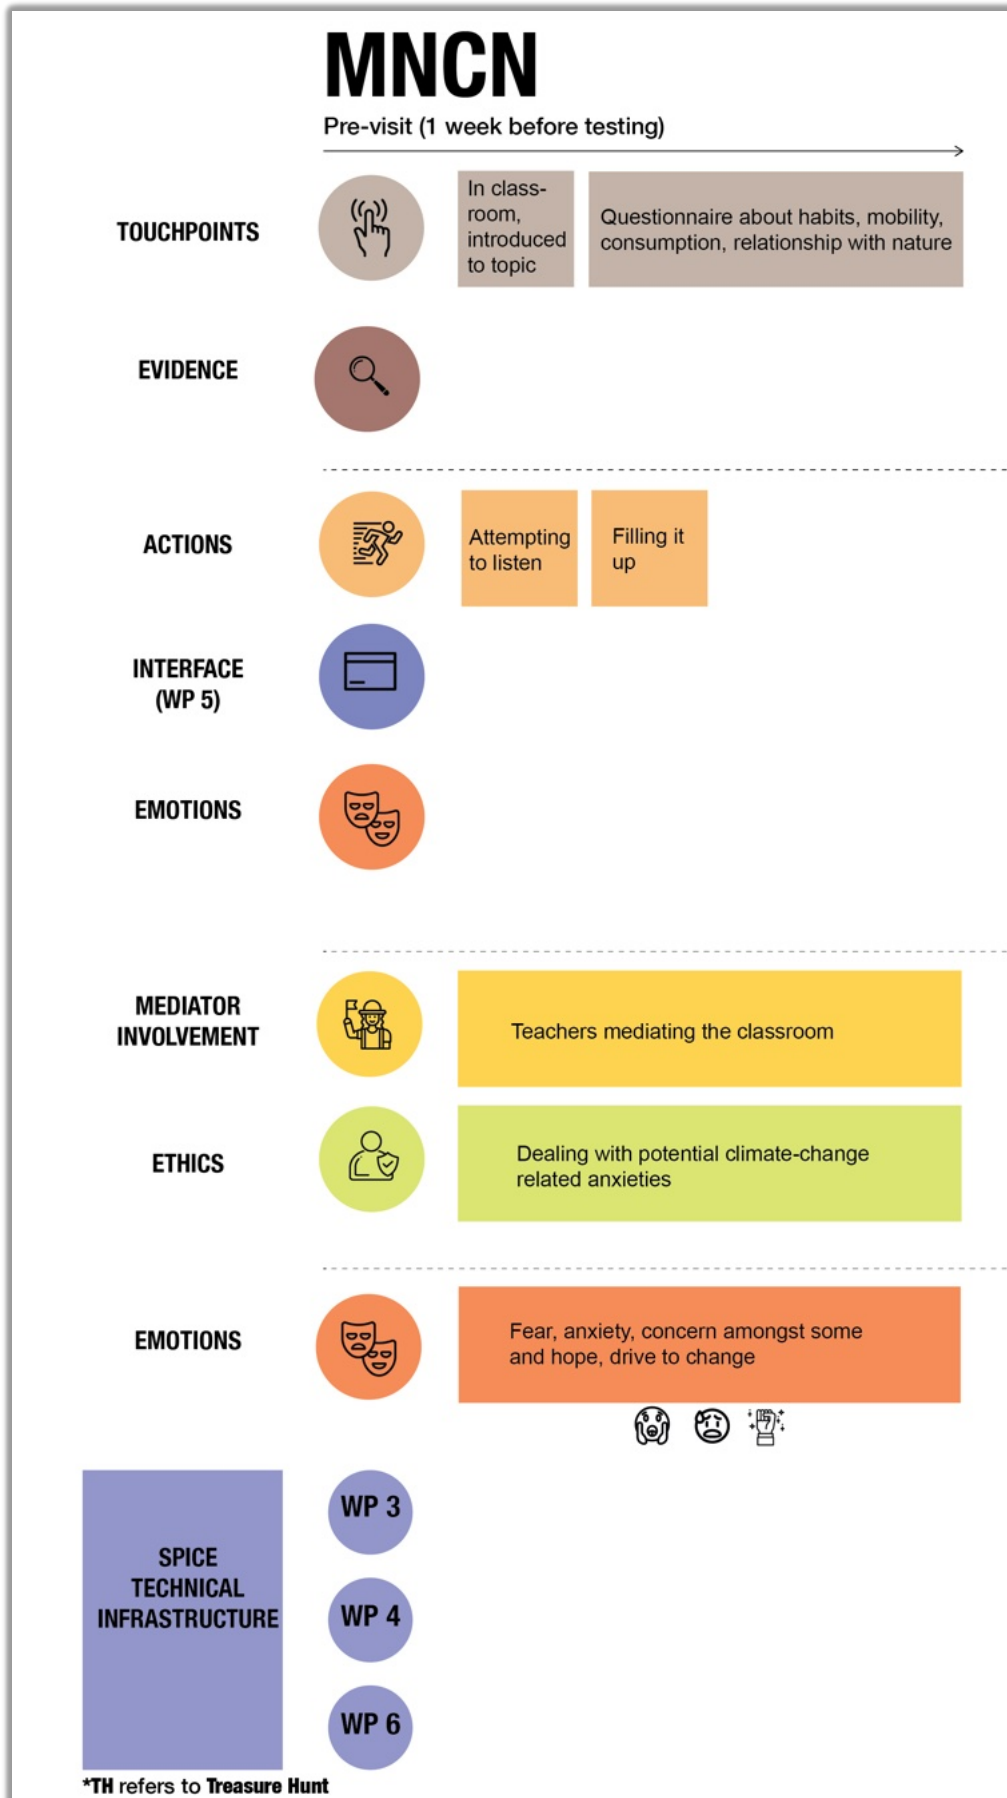 MNCN
Pre-visit (1 week before testing)
TOUCHPOINTS
In class-
room,
introduced
to topic
Questionnaire about habits, mobility,
consumption, relationship with nature
EVIDENCE
ACTIONS
Attempting
to listen
Filling it
up
INTERFACE
(WP 5)
EMOTIONS
MEDIATOR
INVOLVEMENT
Teachers mediating the classroom
ETHICS
Dealing with potential climate-change
related anxieties
EMOTIONS
Fear, anxiety, concern amongst some
and hope, drive to change
SPICE
TECHNICAL
INFRASTRUCTURE
WP 3
WP 4
WP 6
*TH refers to Treasure Hunt